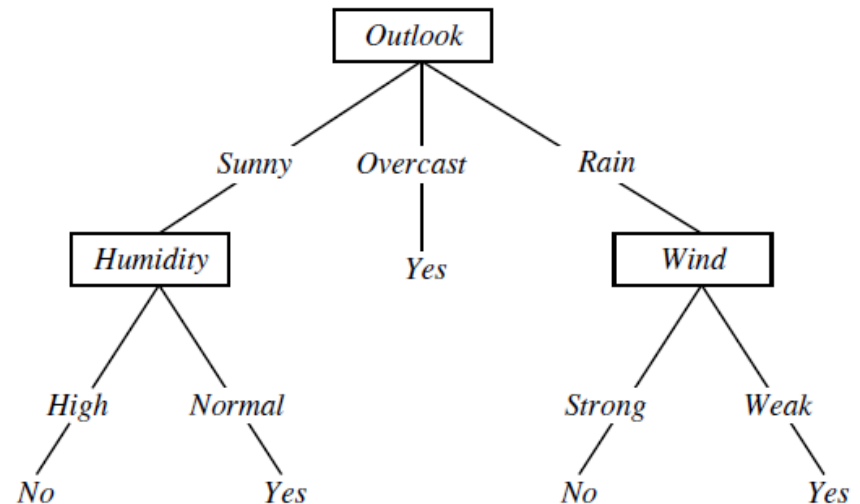 Outlook
Sunny Overcast Rain
Humidity Yes Wind
High Normal Strong Weak
No Yes No Yes